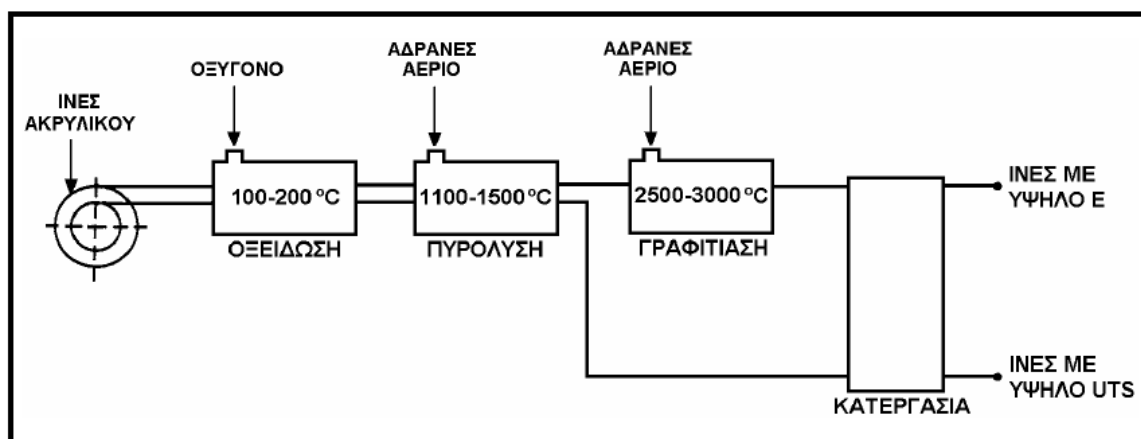 ΙΝΕΣ
ΑΚΡΥΛΙΚΟΥ
ΟΞΥΓΟΝΟ
ΑΔΡΑΝΕΣ
ΑΕΡΙΟ
ΑΔΡΑΝΕΣ
ΑΕΡΙΟ
100-200 ºC
ΟΞΕΙΔΩΣΗ
1100-1500 ºC
ΠΥΡΟΛΥΣΗ
2500-3000 ºC
ΓΡΑΦΙΤΙΑΣΗ
ΙΝΕΣ ΜΕ
ΥΨΗΛΟ Ε
ΙΝΕΣ ΜΕ
ΥΨΗΛΟ UTS
ΚΑΤΕΡΓΑΣΙΑ